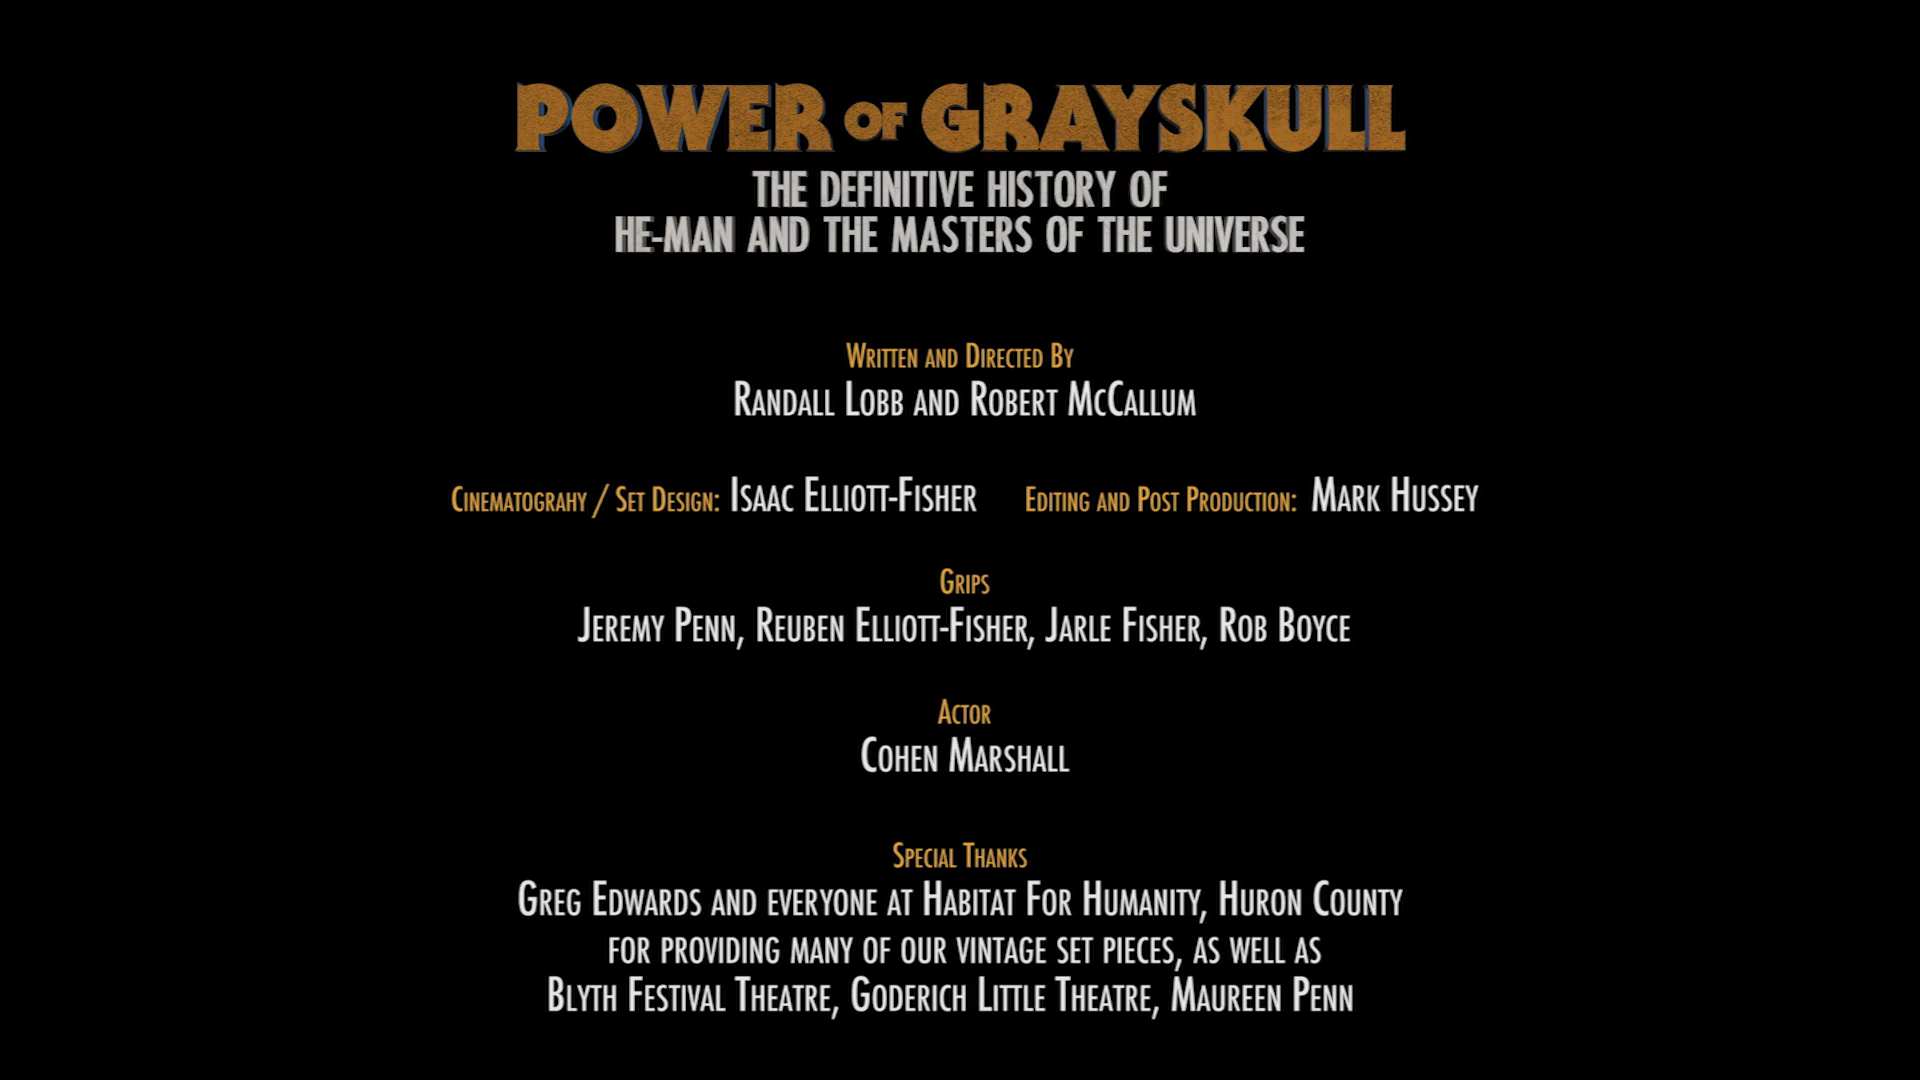 POWER OF GRAYSKULL
THE DEFINITIVE HISTORY OF
HE-MAN AND THE MASTERS OF THE UNIVERSE
WRITTEN AND DIRECTED BY
RANDALL LOBB AND ROBERT MCCALLUM
CINEMATOGRAHY / SET DESIGN: ISAAC ELLIOTT-FISHER EDITING AND POST PRODUCTION: MARK HUSSEY
GRIPS
JEREMY PENN, REUBEN ELLIOTT-FISHER, JARLE FISHER, ROB BOYCE
ACTOR
COHEN MARSHALL
SPECIAL THANKS
GREG EDWARDS AND EVERYONE AT HABITAT FOR HUMANITY, HURON COUNTY
FOR PROVIDING MANY OF OUR VINTAGE SET PIECES, AS WELL AS
BLYTH FESTIVAL THEATRE, GODERICH LITTLE THEATRE, MAUREEN PENN